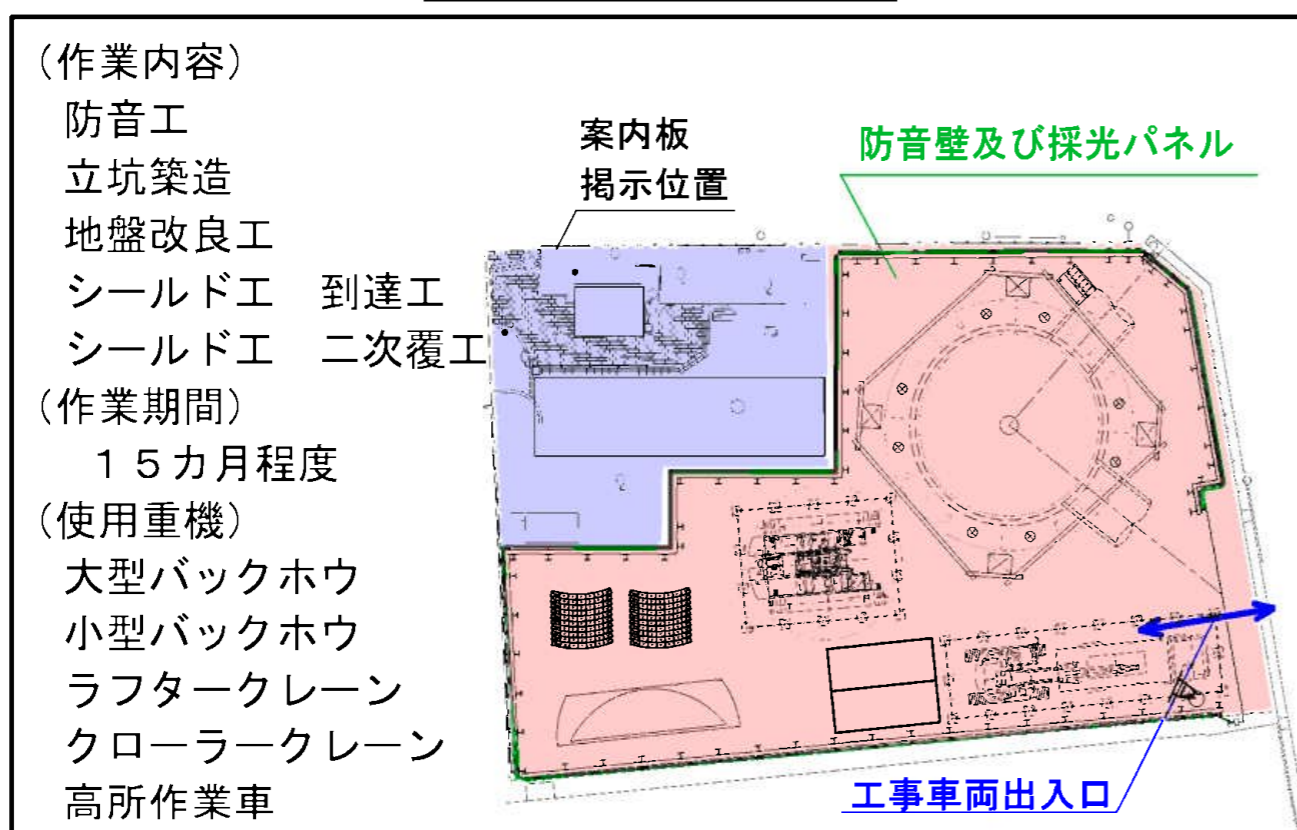 (作業内容)
防音工
立坑築造
地盤改良工
シールド工　到達工
シールド工　二次覆工
(作業期間)
１５カ月程度
(使用重機)
大型バックホウ
小型バックホウ
ラフタークレーン
クローラークレーン
高所作業車
案内板
掲示位置
防音壁及び採光パネル
工事車両出入口